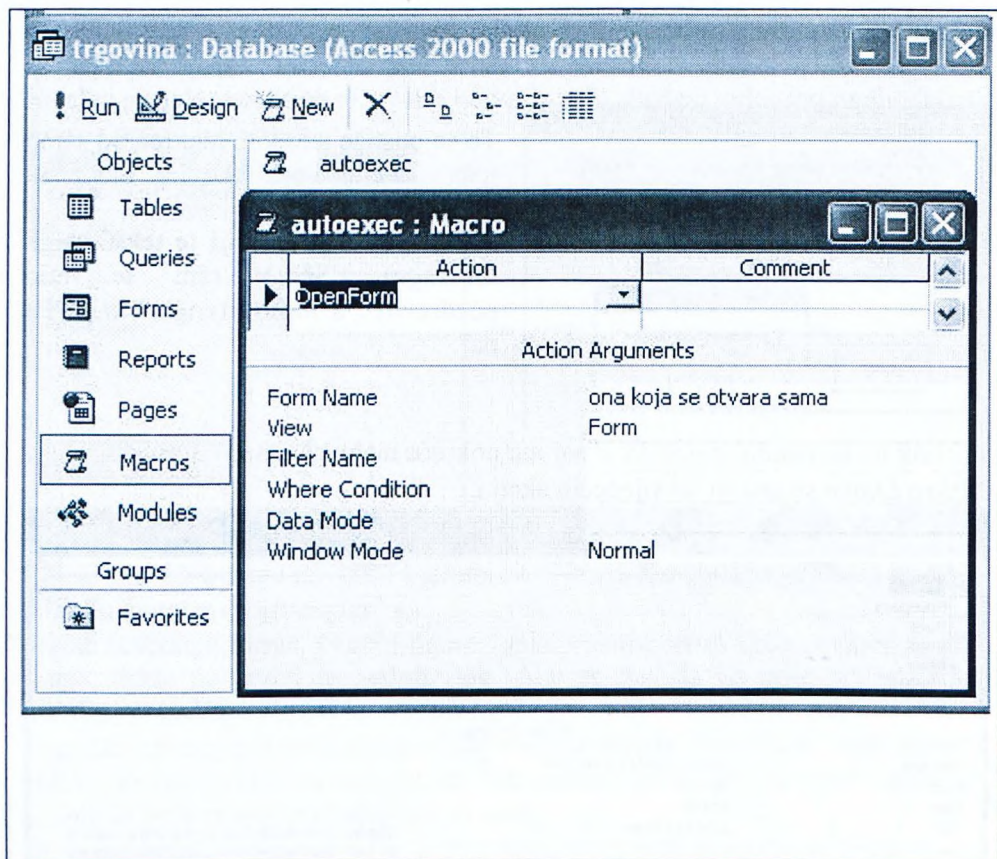 trgovina : Database (Access 2000 file format)
Run Design New
Objects
Tables
Queries
Forms
Reports
Pages
Macros
Modules
Groups
Favorites
autoexec
autoexec : Macro
Action Comment
OpenForm
Action Arguments
Form Name ona koja se otvara sama
View Form
Filter Name
Where Condition
Data Mode
Window Mode Normal